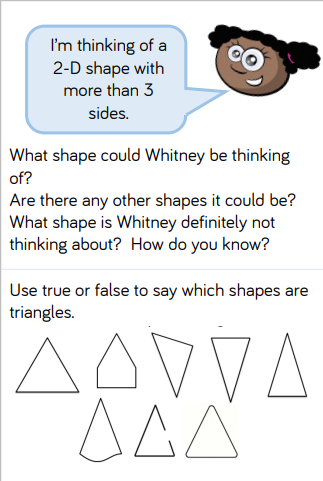 I'm thinking of a
2-D shape with
more than 3
sides.
What shape could Whitney be thinking
of?
Are there any other shapes it could be?
What shape is Whitney definitely not
thinking about?  How do you know?
Use true or false to say which shapes are
triangles.